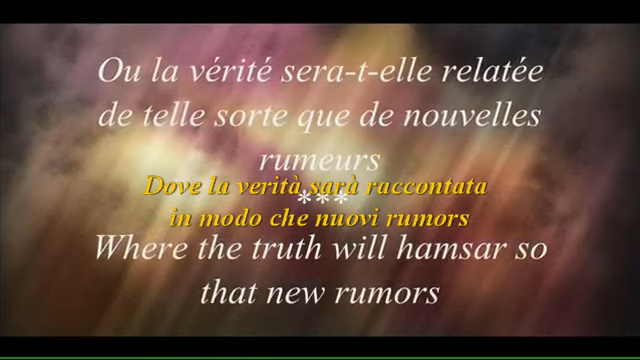 Ou la vérité sera-t-elle relatée
de telle sorte que de nouvelles
rumeurs
Dove la verità sarà raccontata
***
in modo che nuovi rumors
Where the truth will hamsar so
that new rumors